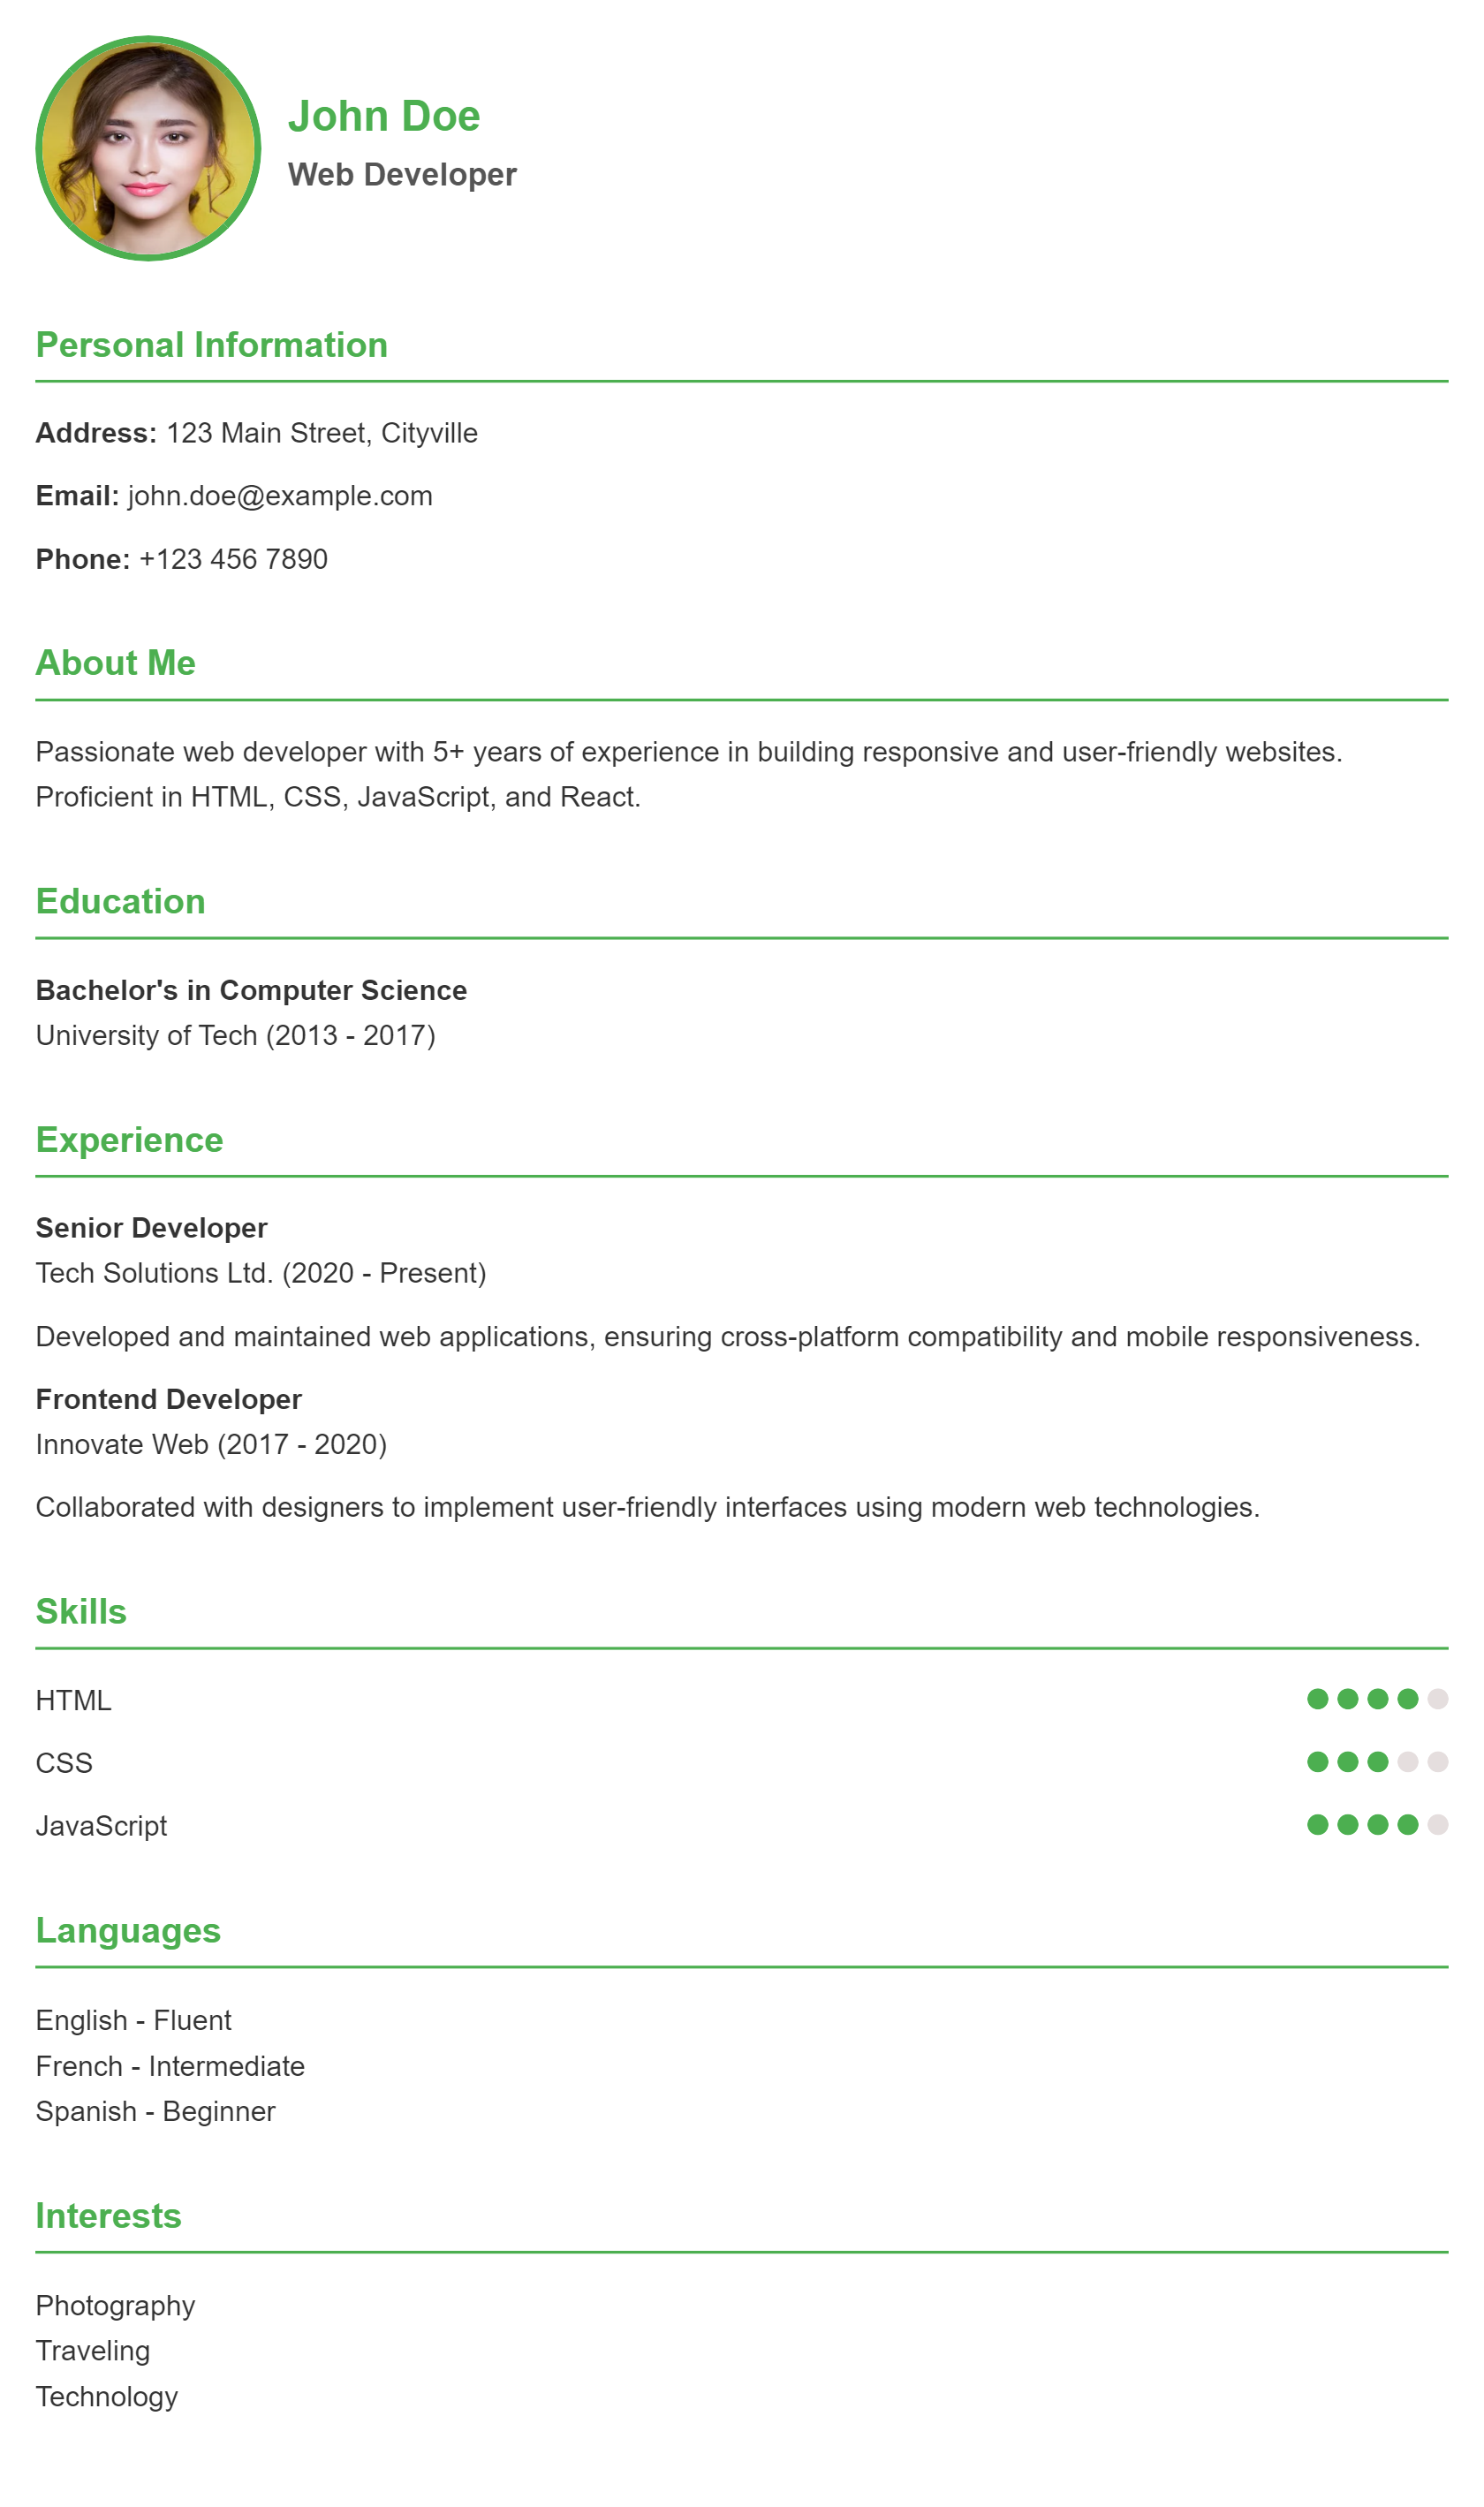 John Doe
Web Developer
Personal Information
Address: 123 Main Street, Cityville
Email: john.doe@example.com
Phone: +123 456 7890
About Me
Passionate web developer with 5+ years of experience in building responsive and user-friendly websites.
Proficient in HTML, CSS, JavaScript, and React.
Education
Bachelor's in Computer Science
University of Tech (2013 - 2017)
Experience
Senior Developer
Tech Solutions Ltd. (2020 - Present)
Developed and maintained web applications, ensuring cross-platform compatibility and mobile responsiveness.
Frontend Developer
Innovate Web (2017 - 2020)
Collaborated with designers to implement user-friendly interfaces using modern web technologies.
Skills
HTML
CSS
JavaScript
Languages
English - Fluent
French - Intermediate
Spanish - Beginner
Interests
Photography
Traveling
Technology